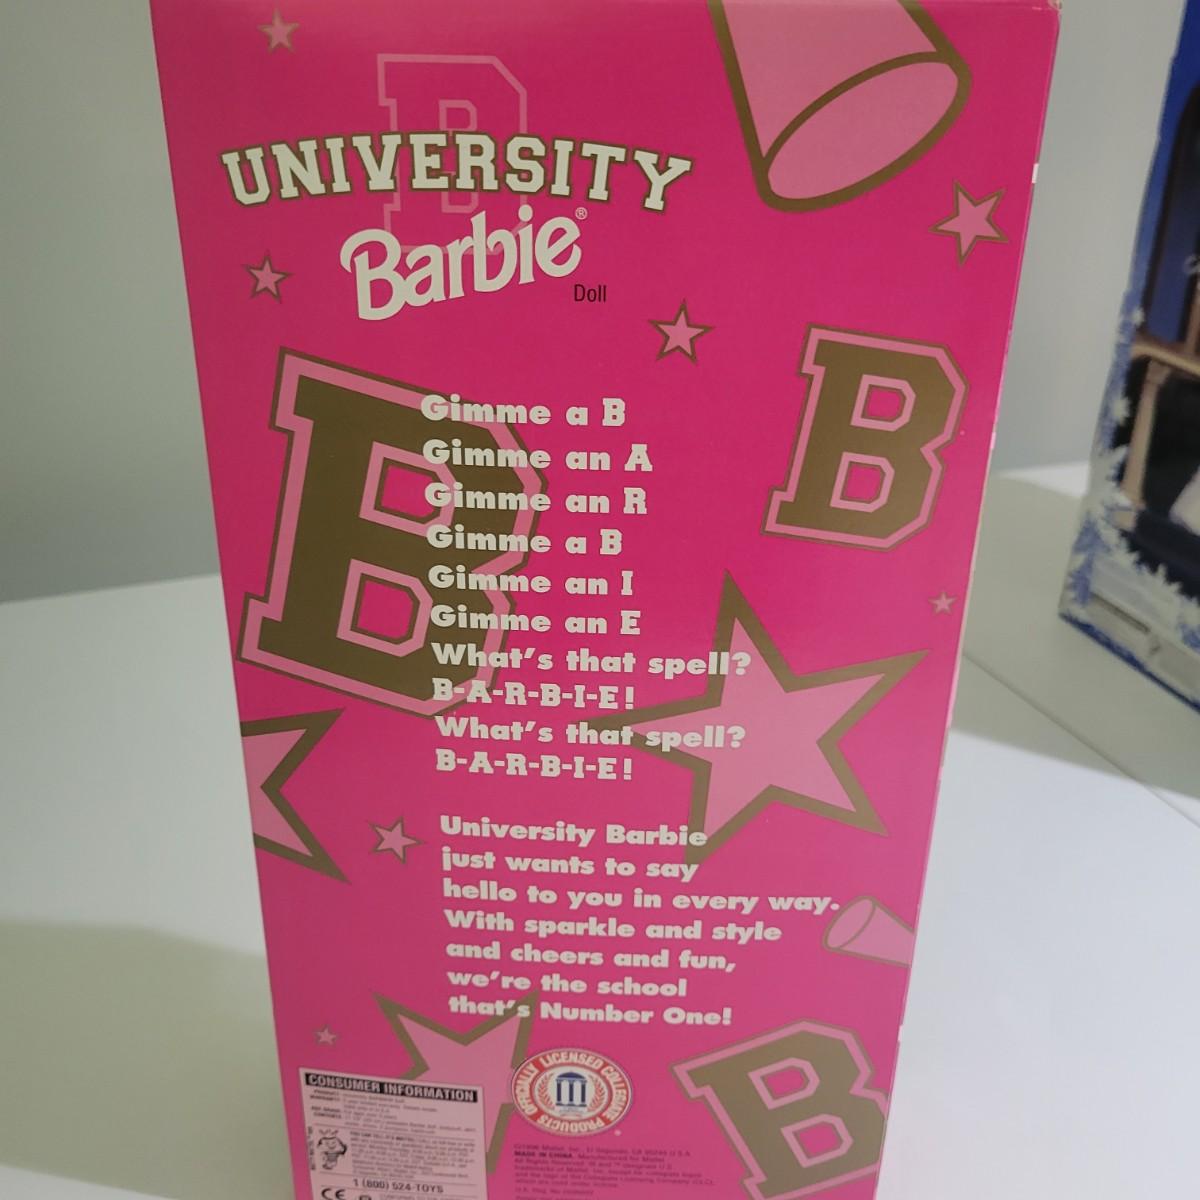 B
UNIVERSITY
Barbie®
Doll
B
B
Gimme a B
Gimme an A
Gimme an R
Gimme a B
Gimme an I
Gimme an E
What's that spell?
B-A-R-B-I-E!
What's that spell?
B-A-R-B-I-E!
University Barbie
just wants to say
hello to you in every way.
With sparkle and style
and cheers and fun,
we're the school
that's Number One!
B
CONSUMER INFORMATION
1 (800) 524-TOYS
CE
OFFICIALLY LICENSED COLLEGIATE PRODUCTS
MADE IN CHINA.